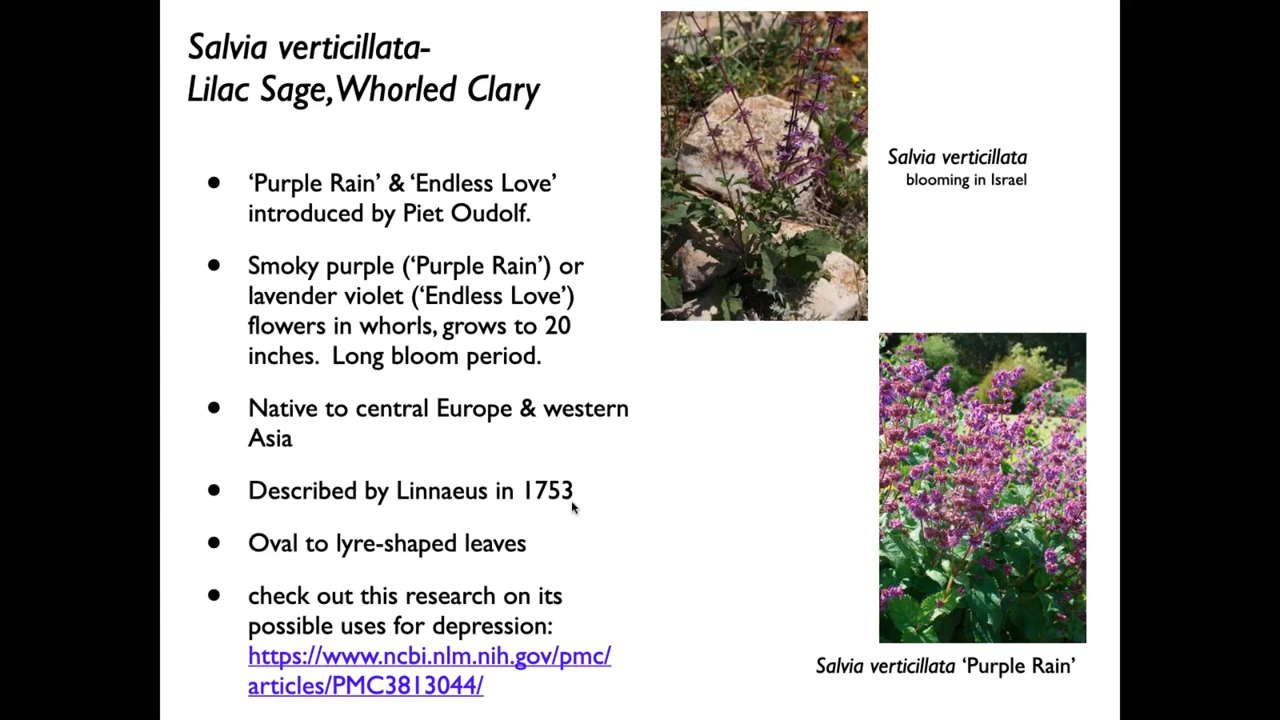 Salvia verticillata-
Lilac Sage, Whorled Clary
• ‘Purple Rain’ & ‘Endless Love’
introduced by Piet Oudolf.
• Smoky purple (‘Purple Rain’) or
lavender violet (‘Endless Love’)
flowers in whorls, grows to 20
inches. Long bloom period.
• Native to central Europe & western
Asia
• Described by Linnaeus in 1753
• Oval to lyre-shaped leaves
• check out this research on its
possible uses for depression:
https://www.ncbi.nlm.nih.gov/pmc/
articles/PMC3813044/
Salvia verticillata
blooming in Israel
Salvia verticillata ‘Purple Rain’